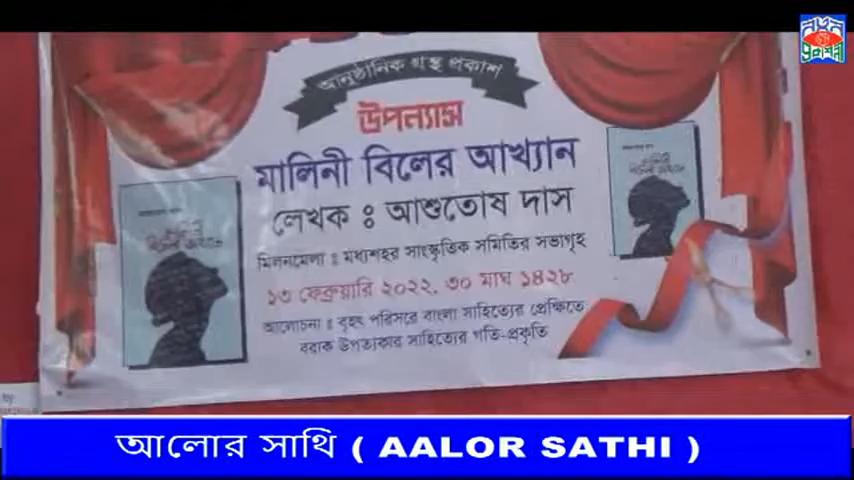 আনুষ্ঠানিক গ্রন্থ প্রকাশ
উপন্যাস
মালিনী বিলের আখ্যান
লেখক : আশুতোষ দাস
মিলনমেলা : মধ্যশহর সাংস্কৃতিক সমিতির সভাগৃহ
১৩ ফেব্রুয়ারি ২০২২, ৩০ মাঘ ১৪২৮
আলোচনা : বৃহৎ পরিসরে বাংলা সাহিত্যের প্রেক্ষিতে
বরাক উপত্যকার সাহিত্যের গতি-প্রকৃতি
আলোর সাথি ( AALOR SATHI )